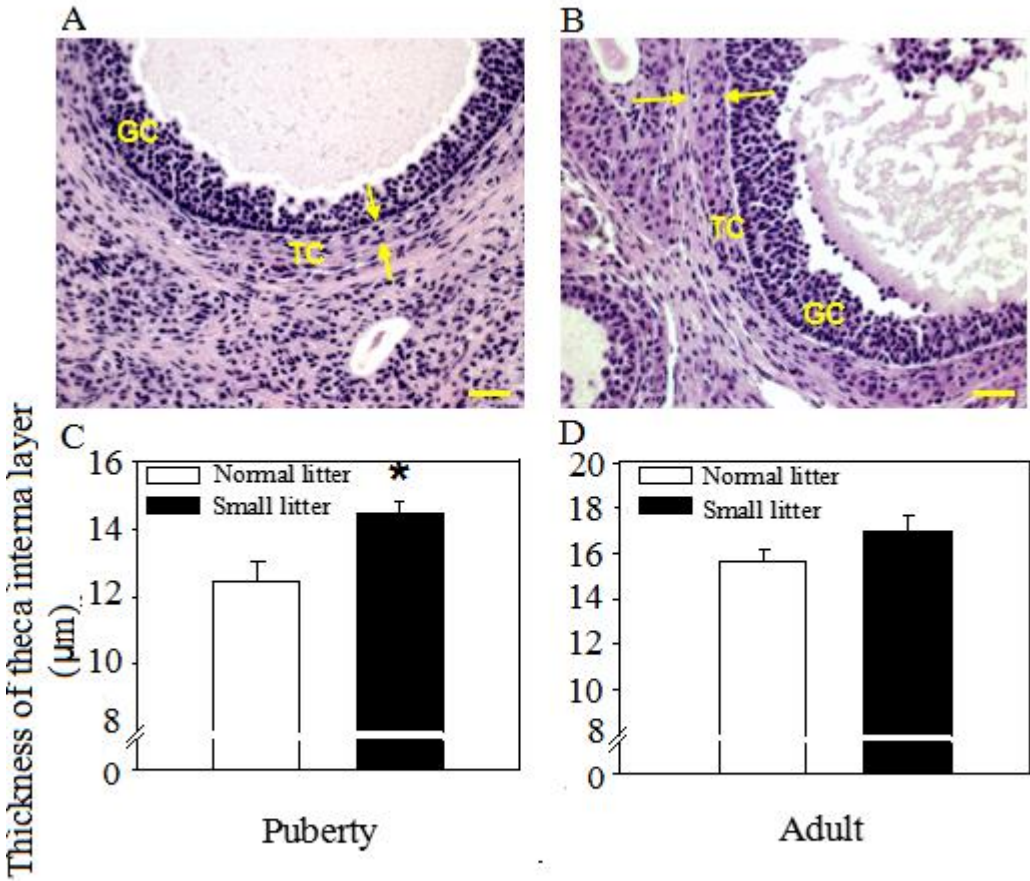 A
B
GC
TC
TC
GC
Thickness of theca interna layer
(µm)
C
16
14
12
10
8
0
Normal litter
Small litter
*
Puberty
D
20
18
16
14
12
10
8
0
Normal litter
Small litter
Adult